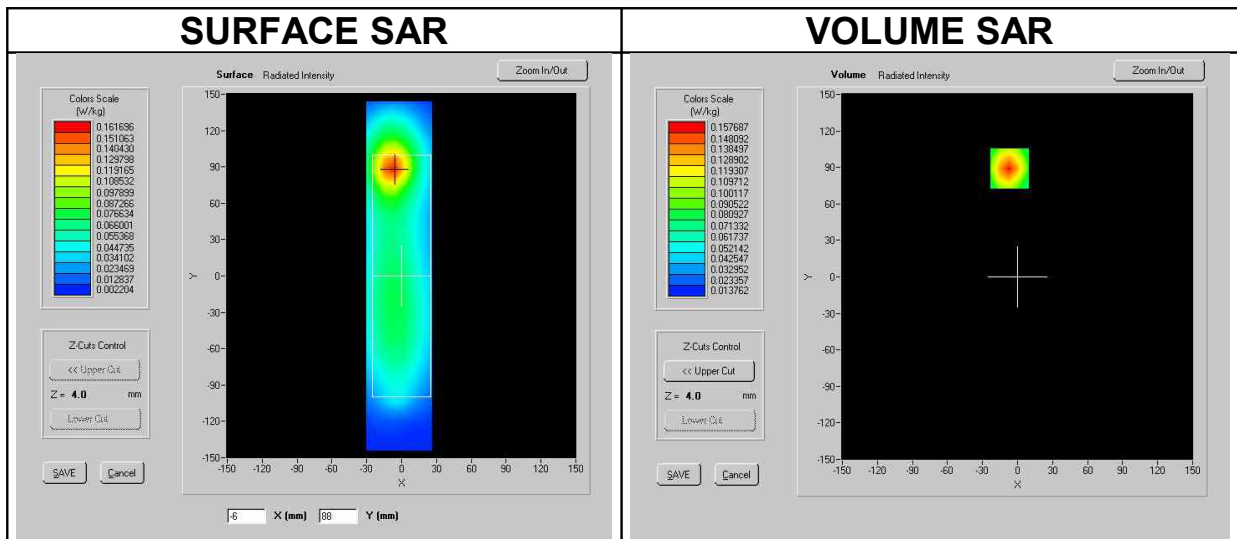 SURFACE SAR
VOLUME SAR
Surface Radiated Intensity
Zoom In/Out
Colors Scale
(W/kg)
0.161696
0.151063
0.140430
0.129798
0.119165
0.108532
0.097899
0.087266
0.076634
0.066001
0.055368
0.044735
0.034102
0.023469
0.012837
0.002204
Z-Cuts Control
<< Upper Cut
Z = 4.0 mm
Lower Cut
SAVE
Cancel
150
120
90
60
30
0
-30
-60
-90
-120
-150
Y
-150 -120 -90 -60 -30 0 30 60 90 120 150
X
-6 X (mm) 88 Y (mm)
Volume Radiated Intensity
Zoom In/Out
Colors Scale
(W/kg)
0.157687
0.148092
0.138497
0.128902
0.119307
0.109712
0.100117
0.090522
0.080927
0.071332
0.061737
0.052142
0.042547
0.032952
0.023357
0.013762
Z-Cuts Control
<< Upper Cut
Z = 4.0 mm
Lower Cut
SAVE
Cancel
150
120
90
60
30
0
-30
-60
-90
-120
-150
Y
-150 -120 -90 -60 -30 0 30 60 90 120 150
X